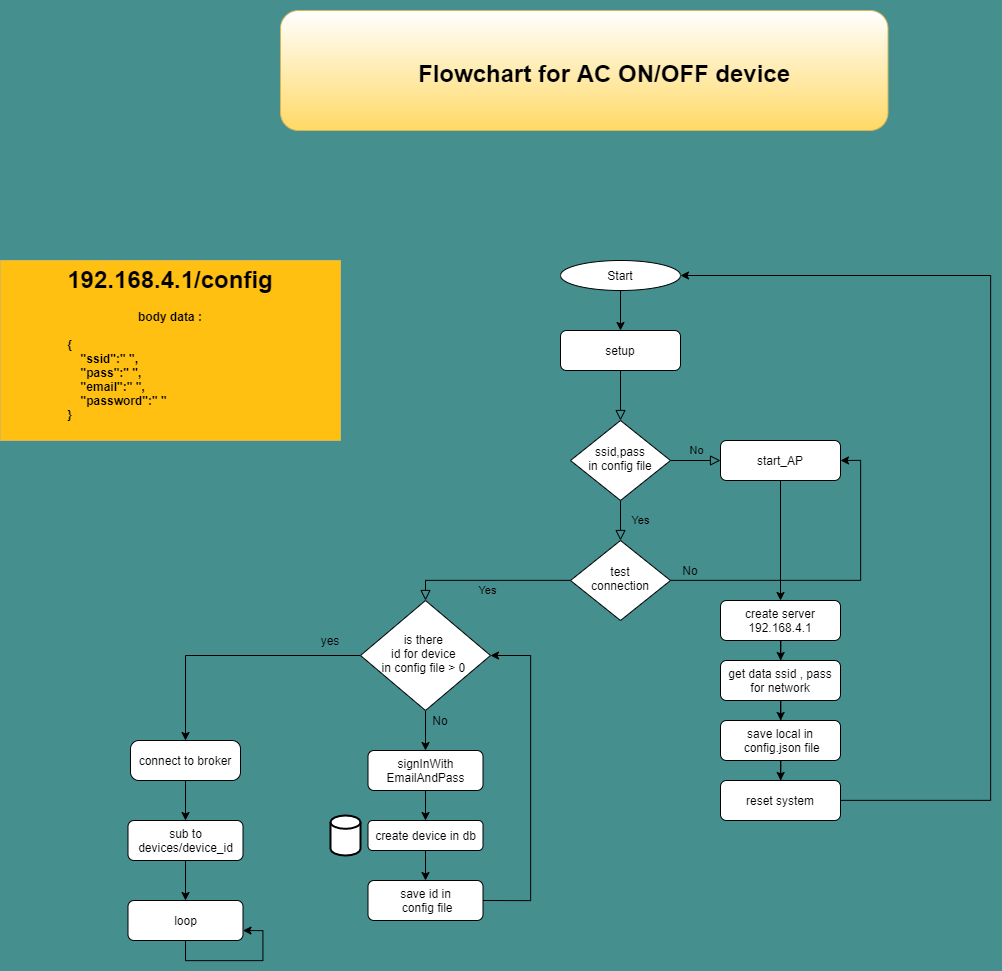 Flowchart for AC ON/OFF device
192.168.4.1/config
body data :
{
"ssid":" ",
"pass":" ",
"email":" ",
"password":" "
}
Start
setup
ssid,pass
in config file
No
start_AP
Yes
test
connection
No
Yes
create server
192.168.4.1
get data ssid , pass
for network
save local in
config.json file
reset system
is there
id for device
in config file > 0
yes
No
connect to broker
sub to
devices/device_id
loop
signInWith
EmailAndPass
create device in db
save id in
config file